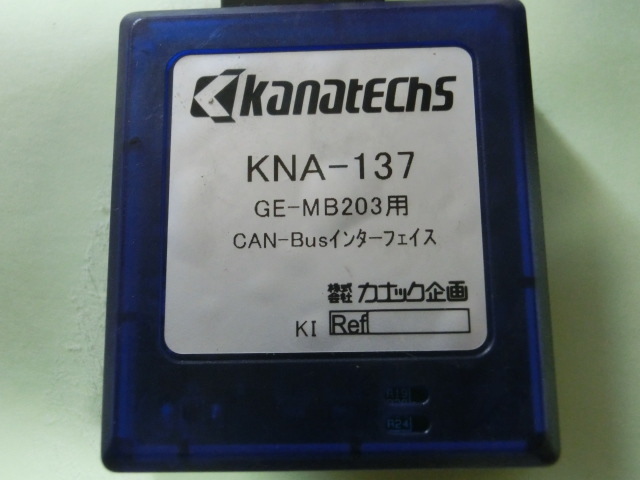 Kanatechs
KNA-137
GE-MB203用
CAN-Busインターフェイス
株式会社 カナック企画
KI Ref